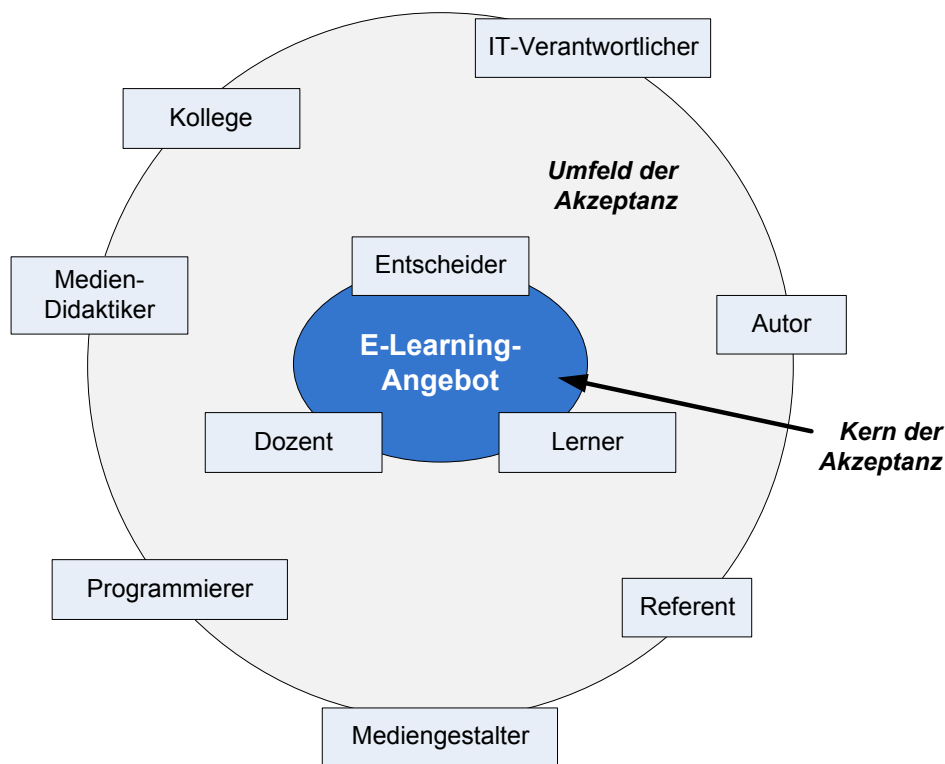 IT-Verantwortlicher
Kollege
Umfeld der
Akzeptanz
Entscheider
Medien-
Didaktiker
Autor
E-Learning-
Angebot
Dozent
Lerner
Kern der
Akzeptanz
Programmierer
Referent
Mediengestalter